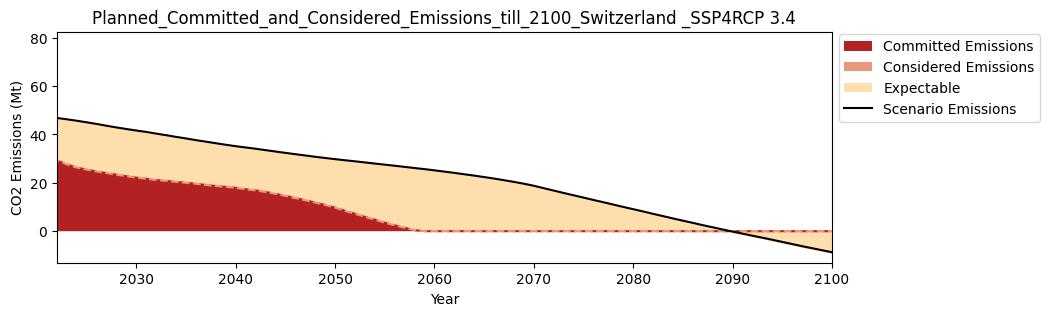 Planned_Committed_and_Considered_Emissions_till_2100_Switzerland _SSP4RCP 3.4
80
60
40
20
0
CO2 Emissions (Mt)
2030 2040 2050 2060 2070 2080 2090 2100
Year
Committed Emissions
Considered Emissions
Expectable
Scenario Emissions